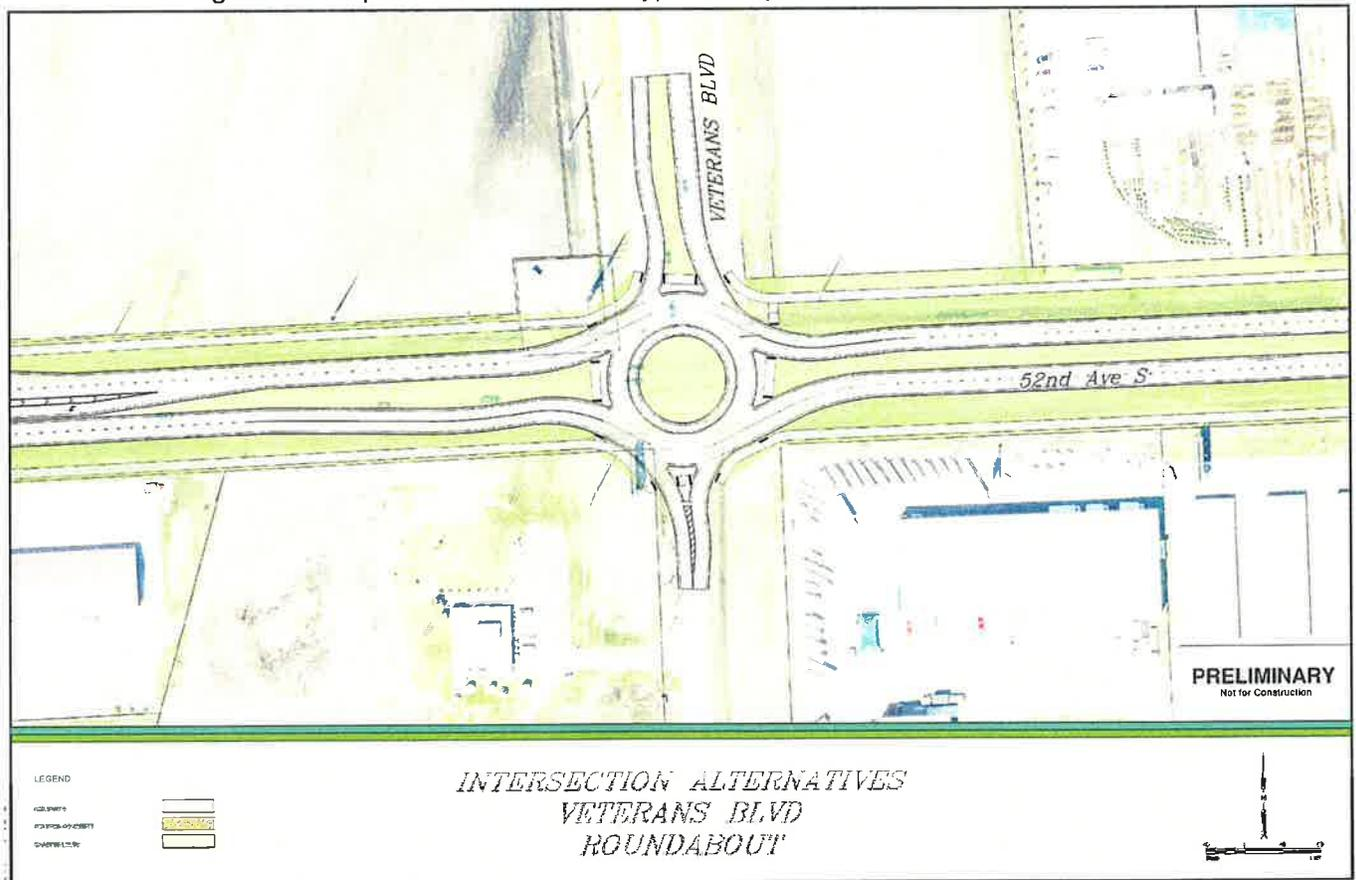 VETERANS BLVD
52nd Ave S
PRELIMINARY
Not for Construction
LEGEND
INTERSECTION ALTERNATIVES
VETERANS BLVD
ROUNDABOUT